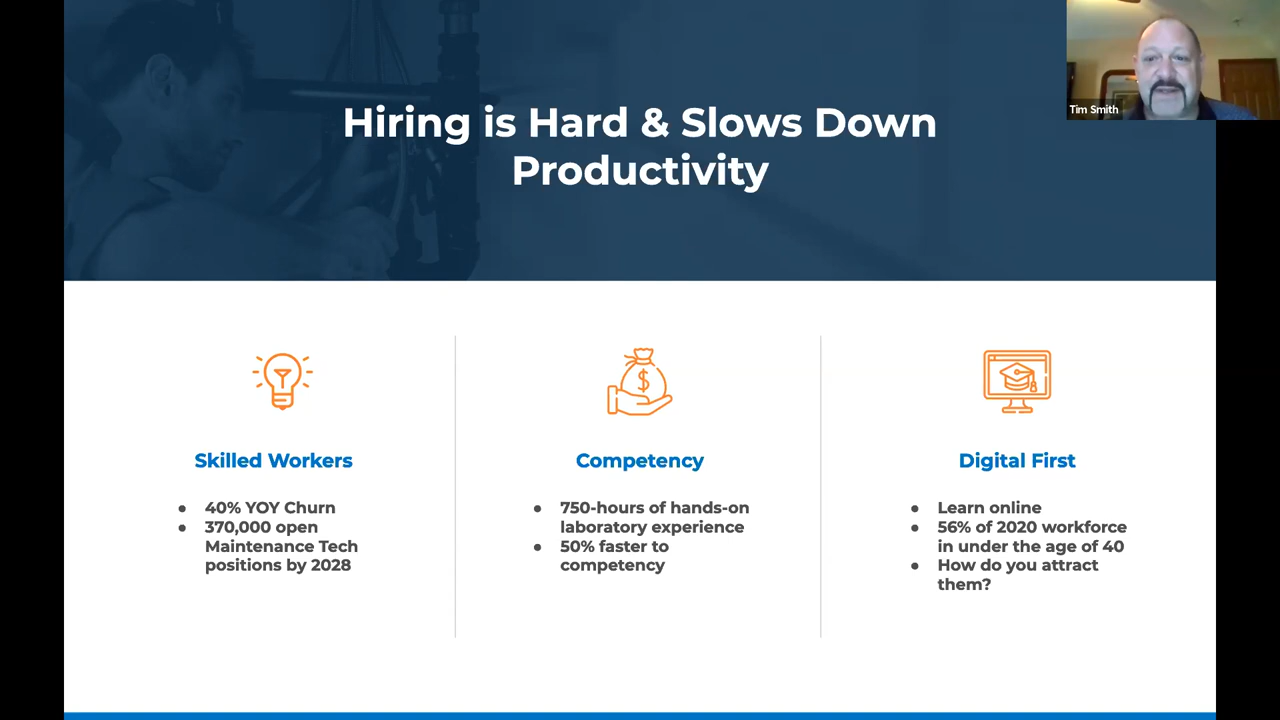 Tim Smith
Hiring is Hard & Slows Down
Productivity
Skilled Workers
● 40% YOY Churn
● 370,000 open
Maintenance Tech
positions by 2028
Competency
● 750-hours of hands-on
laboratory experience
● 50% faster to
competency
Digital First
● Learn online
● 56% of 2020 workforce
in under the age of 40
● How do you attract
them?